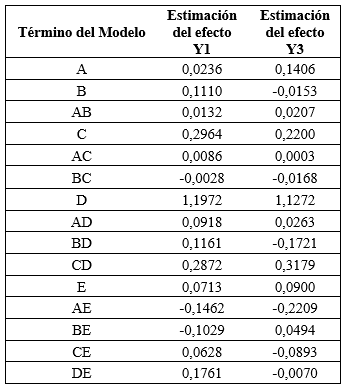 Término del Modelo Estimación del efecto Y1 Estimación del efecto Y3
A 0,0236 0,1406
B 0,1110 -0,0153
AB 0,0132 0,0207
C 0,2964 0,2200
AC 0,0086 0,0003
BC -0,0028 -0,0168
D 1,1972 1,1272
AD 0,0918 0,0263
BD 0,1161 -0,1721
CD 0,2872 0,3179
E 0,0713 0,0900
AE -0,1462 -0,2209
BE -0,1029 0,0494
CE 0,0628 -0,0893
DE 0,1761 -0,0070